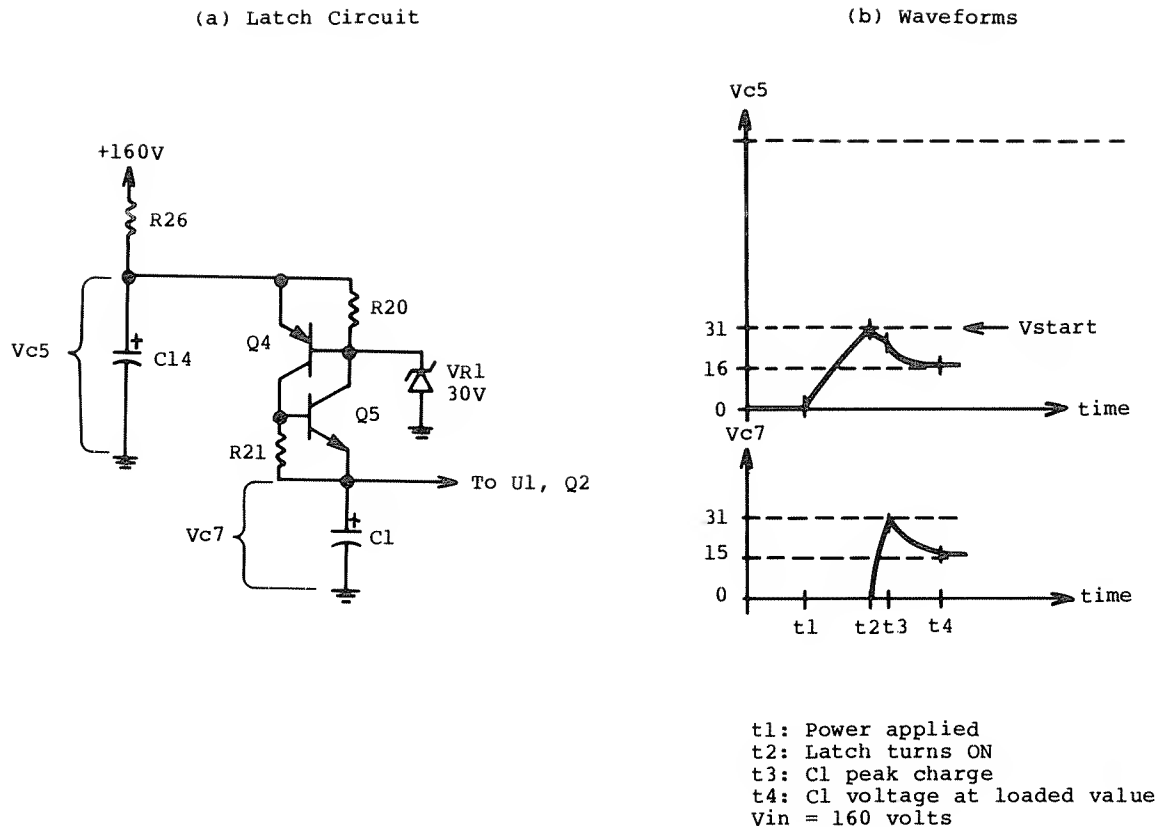 (a) Latch Circuit
+160V
R26
R20
Q4
Vc5
C14
VR1
30V
Q5
R21
To U1, Q2
Vc7
C1
(b) Waveforms
Vc5
31
Vstart
16
0
time
Vc7
31
15
0
time
t1 t2 t3 t4
t1: Power applied
t2: Latch turns ON
t3: C1 peak charge
t4: C1 voltage at loaded value
Vin = 160 volts